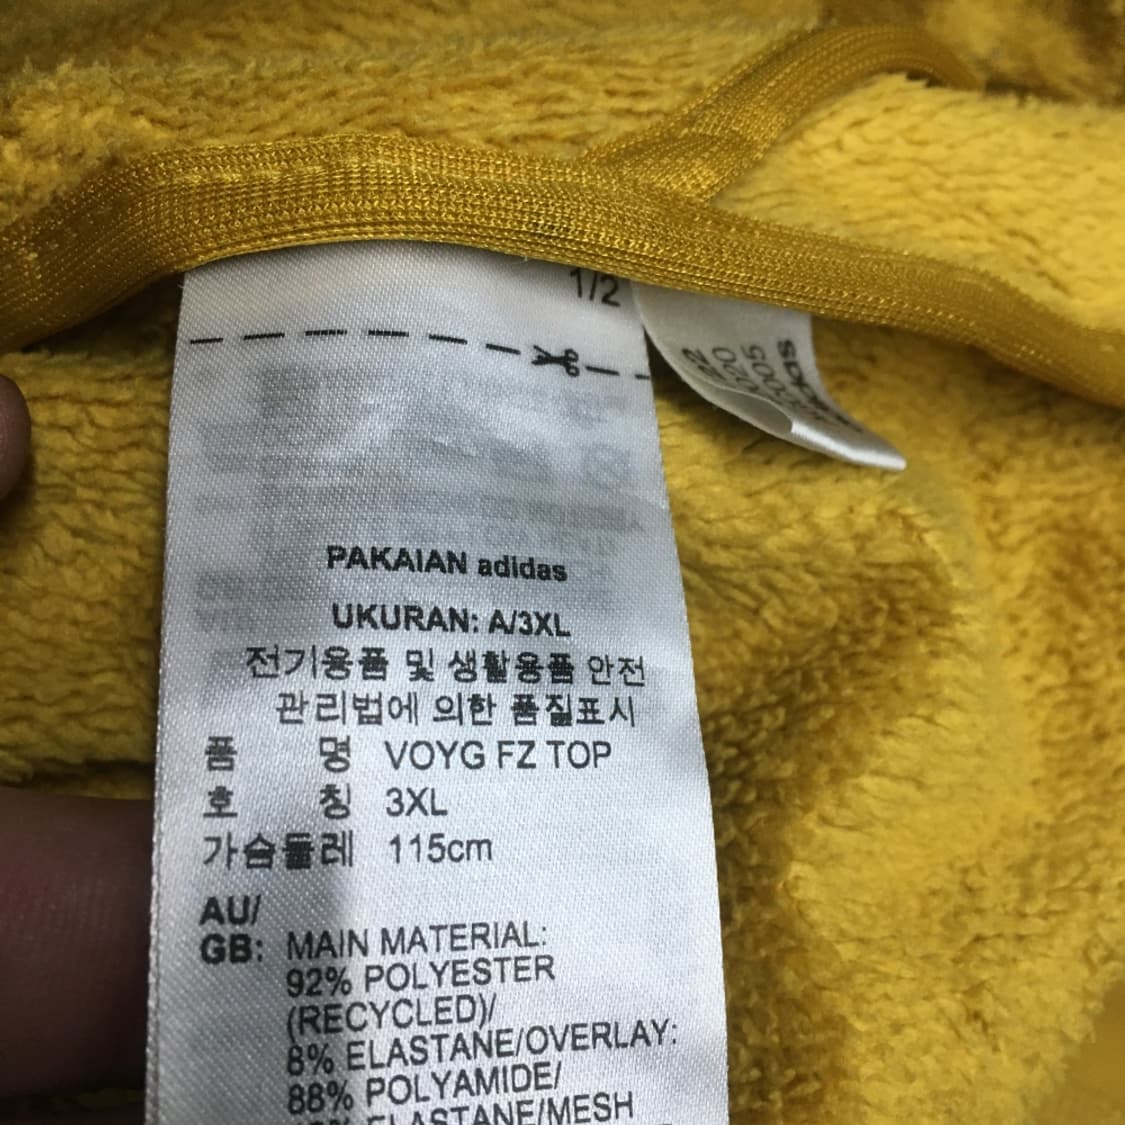 1/2
PAKAIAN adidas
UKURAN: A/3XL
전기용품 및 생활용품 안전
관리법에 의한 품질표시
품 명 VOYG FZ TOP
호 칭 3XL
가슴둘레 115cm
AU/
GB: MAIN MATERIAL:
92% POLYESTER
(RECYCLED)/
8% ELASTANE/OVERLAY:
88% POLYAMIDE/
ELASTANE/MESH